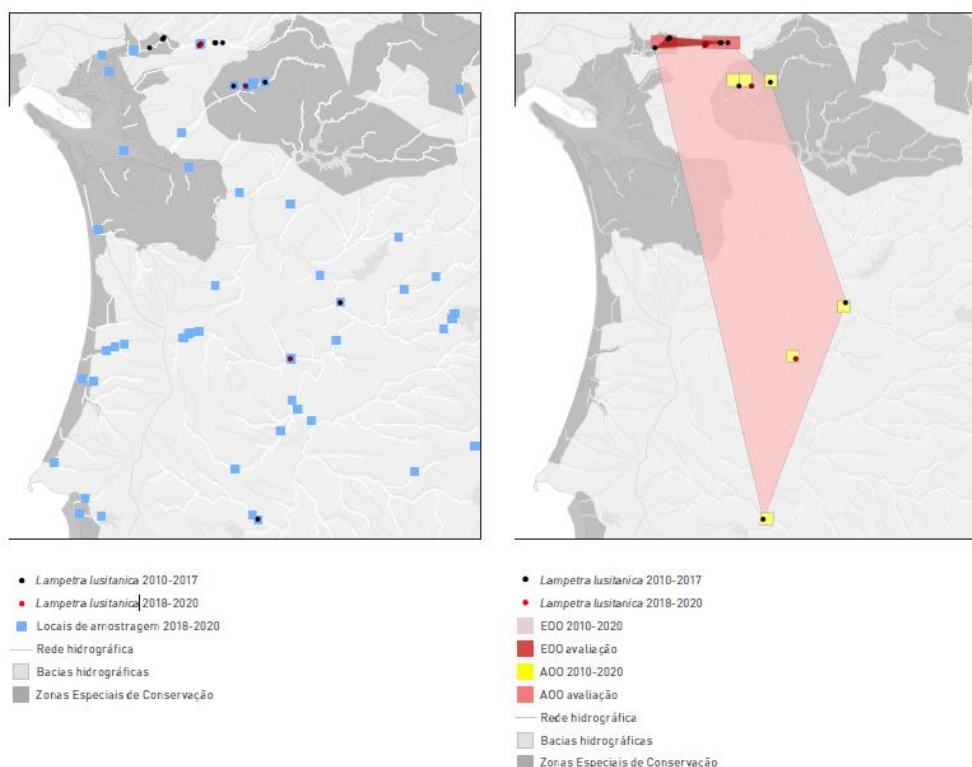 Lampetra lusitanica 2010-2017
Lampetra lusitanica 2018-2020
Locais de amostragem 2018-2020
Rede hidrográfica
Bacias hidrográficas
Zonas Especiais de Conservação
Lampetra lusitanica 2010-2017
Lampetra lusitanica 2018-2020
EOO 2010-2020
EOO avaliação
AOO 2010-2020
AOO avaliação
Rede hidrográfica
Bacias hidrográficas
Zonas Especiais de Conservação